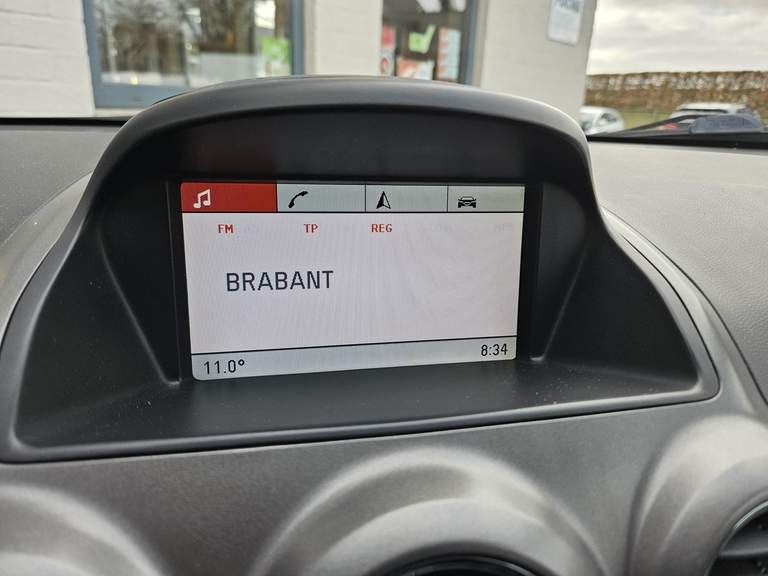 FM TP REG
BRABANT
11.0° 8:34